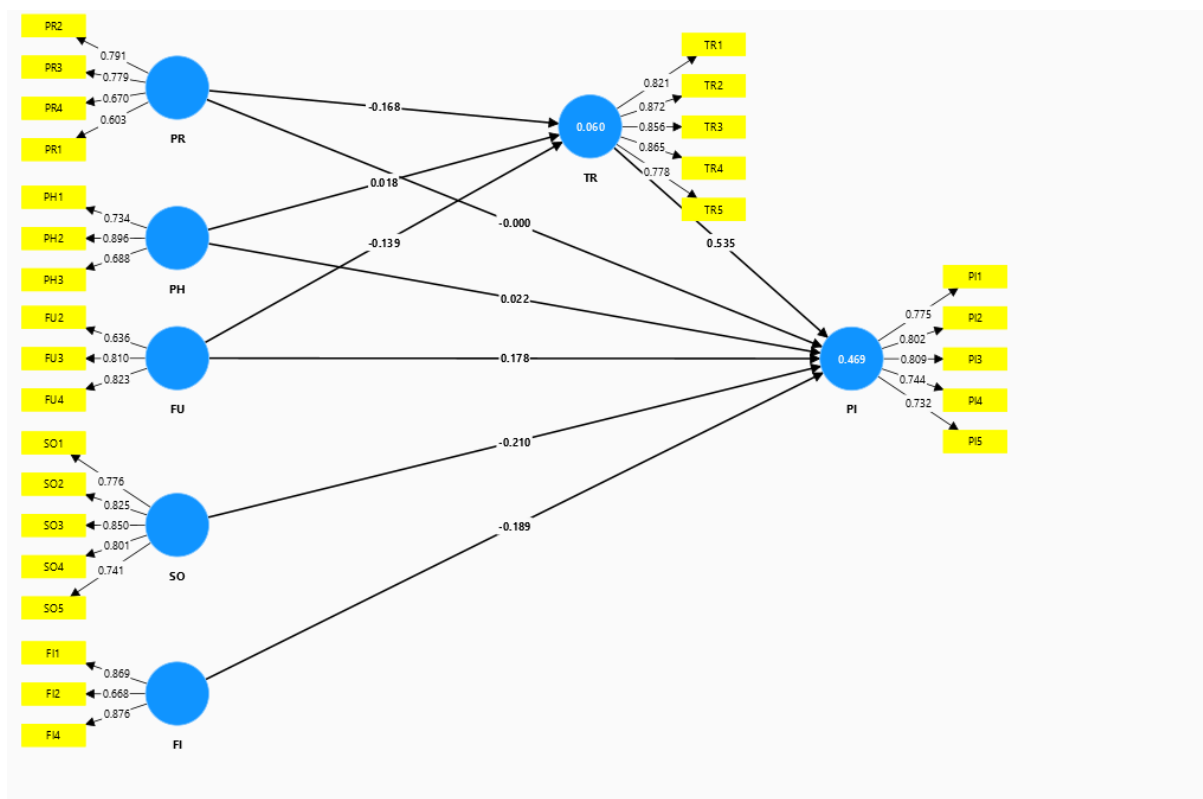 PR2
PR3
PR4
PR1
0.791
0.779
0.670
0.603
PR
PH1
PH2
PH3
0.734
0.896
0.688
PH
FU2
FU3
FU4
0.636
0.810
0.823
FU
SO1
SO2
SO3
SO4
SO5
0.776
0.825
0.850
0.801
0.741
SO
FI1
FI2
FI4
0.869
0.668
0.876
FI
-0.168
0.018
-0.139
-0.000
0.022
0.178
-0.210
-0.189
0.060
TR
0.821
0.872
0.856
0.865
0.778
TR1
TR2
TR3
TR4
TR5
0.535
0.469
PI
0.775
0.802
0.809
0.744
0.732
PI1
PI2
PI3
PI4
PI5